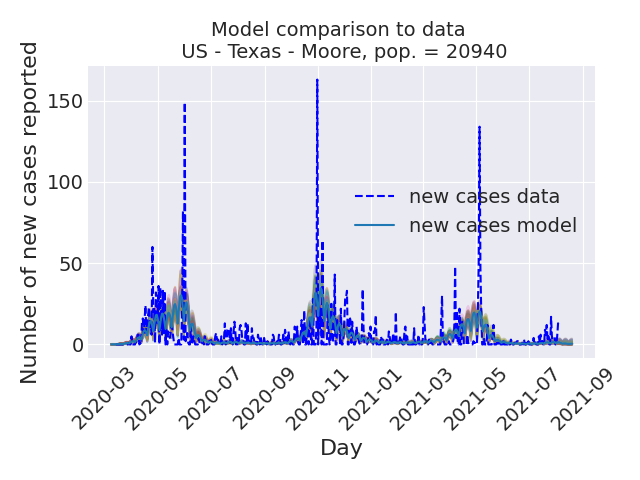 Model comparison to data
US - Texas - Moore, pop. = 20940
Number of new cases reported
150
100
50
0
new cases data
new cases model
2020-03
2020-05
2020-07
2020-09
2020-11
2021-01
2021-03
2021-05
2021-07
2021-09
Day